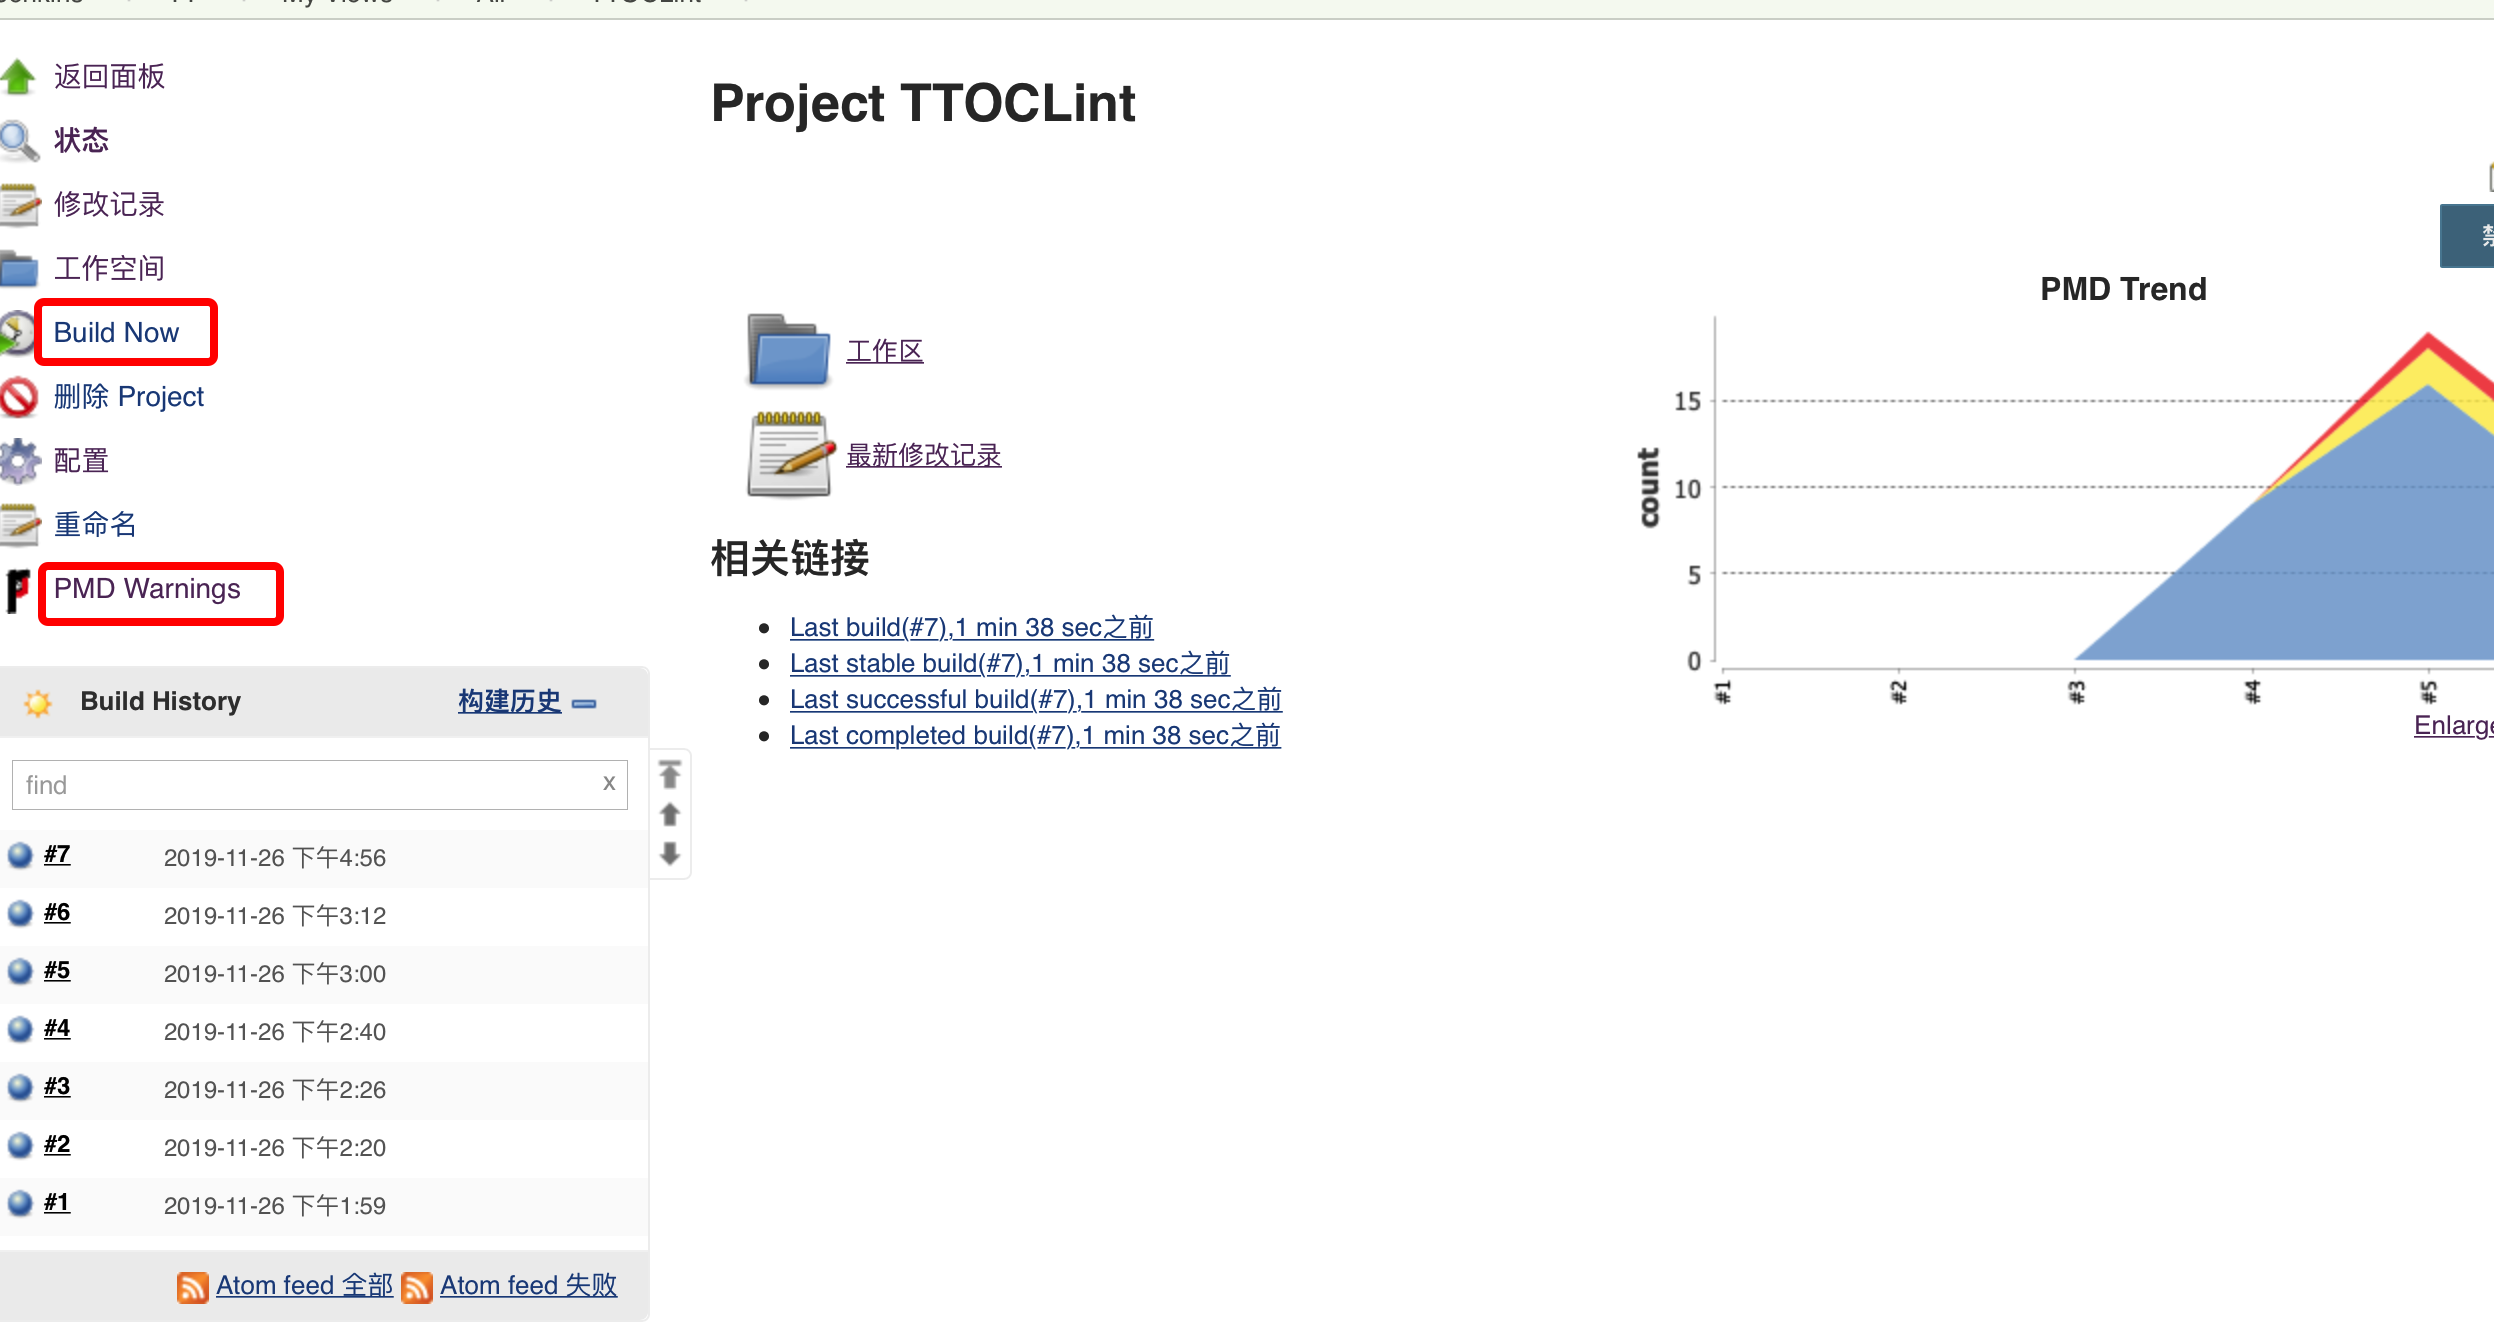 My Views
All
TTOCLint
返回面板
状态
修改记录
工作空间
Build Now
删除 Project
配置
重命名
PMD Warnings
Build History
构建历史
find
x
#7 2019-11-26 下午4:56
#6 2019-11-26 下午3:12
#5 2019-11-26 下午3:00
#4 2019-11-26 下午2:40
#3 2019-11-26 下午2:26
#2 2019-11-26 下午2:20
#1 2019-11-26 下午1:59
Atom feed 全部 Atom feed 失败
Project TTOCLint
工作区
最新修改记录
相关链接
Last build(#7),1 min 38 sec之前
Last stable build(#7),1 min 38 sec之前
Last successful build(#7),1 min 38 sec之前
Last completed build(#7),1 min 38 sec之前
禁
PMD Trend
count
15
10
5
0
#1
#2
#3
#4
#5
Enlarge